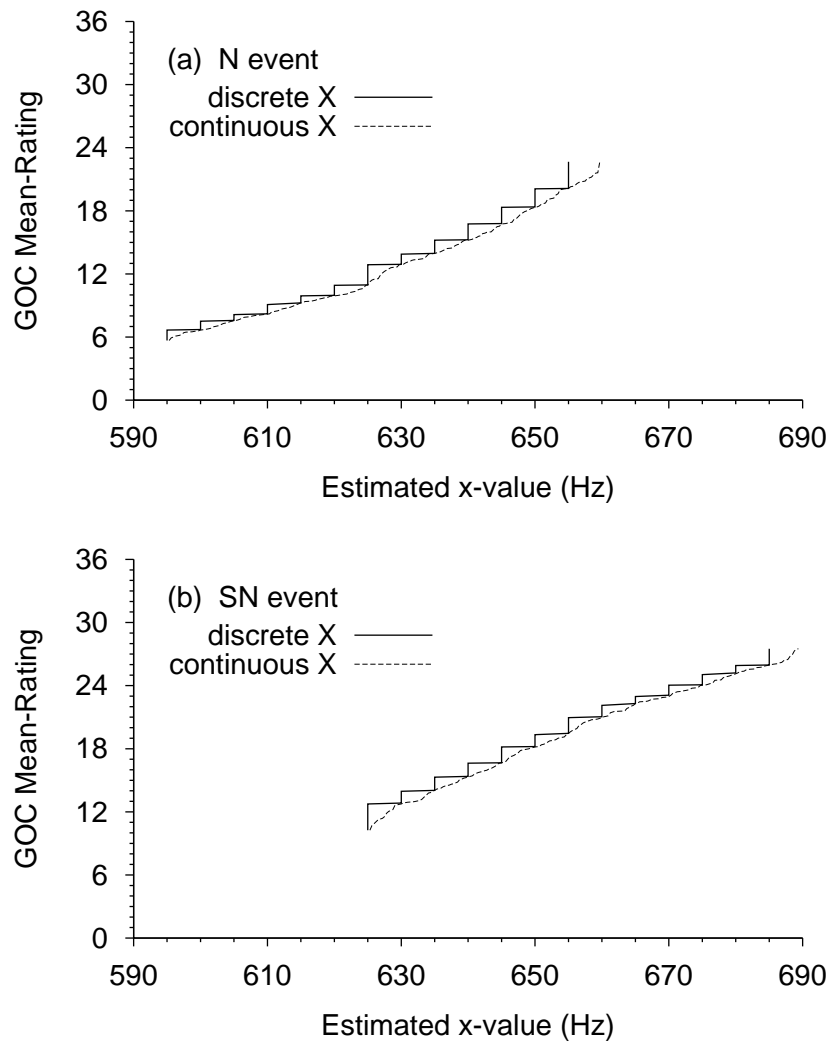 36
30
24
18
12
6
0
GOC Mean-Rating
(a) N event
discrete X
continuous X
590 610 630 650 670 690
Estimated x-value (Hz)
36
30
24
18
12
6
0
GOC Mean-Rating
(b) SN event
discrete X
continuous X
590 610 630 650 670 690
Estimated x-value (Hz)